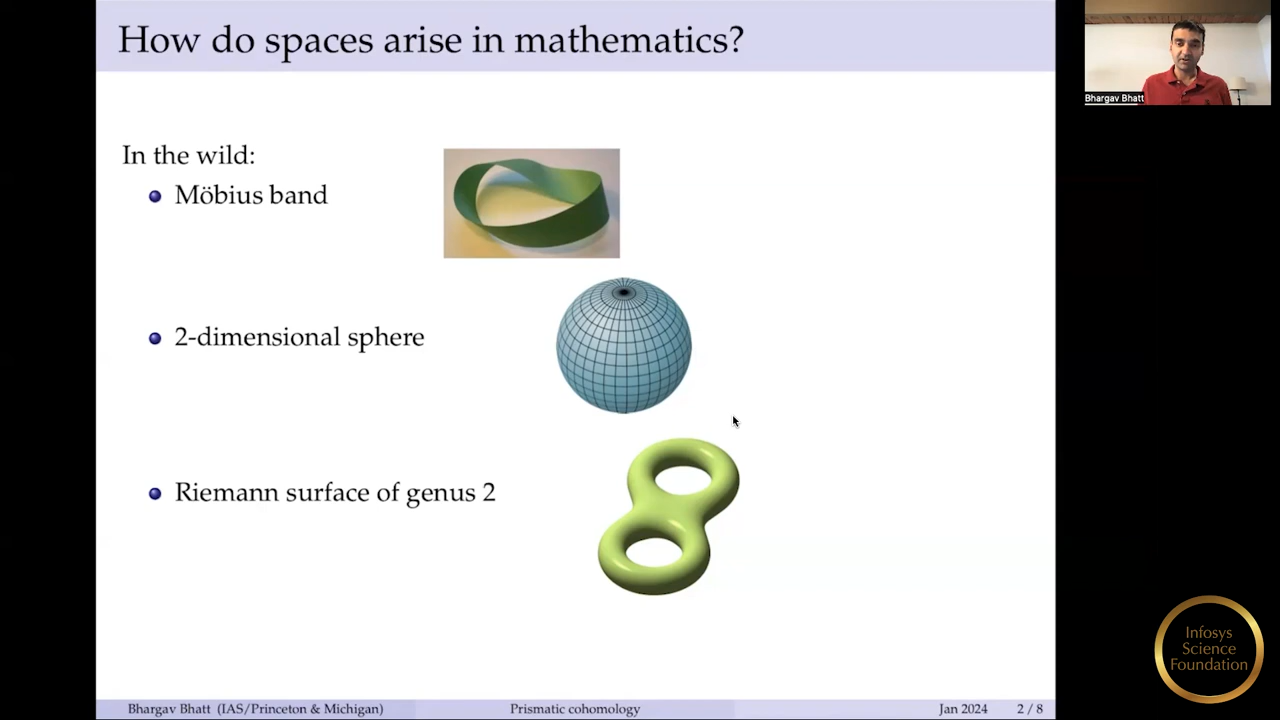 How do spaces arise in mathematics?
Bhargav Bhatt
In the wild:
Möbius band
2-dimensional sphere
Riemann surface of genus 2
Infosys
Science
Foundation
Bhargav Bhatt (IAS/Princeton & Michigan) Prismatic cohomology Jan 2024 2 / 8